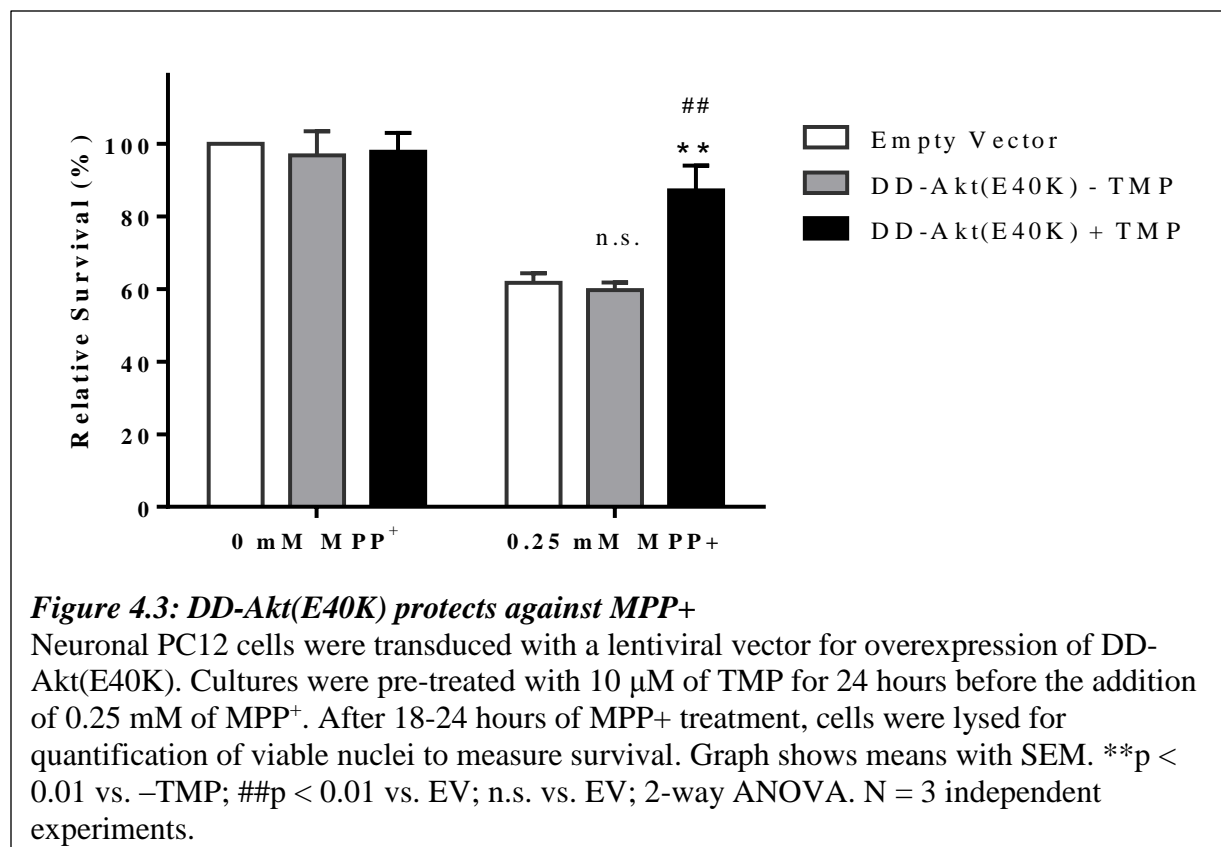 ##
**
n.s.
Relative Survival (%)
100
80
60
40
20
0
0 mM MPP⁺
0.25 mM MPP+
Empty Vector
DD-Akt(E40K) - TMP
DD-Akt(E40K) + TMP
Figure 4.3: DD-Akt(E40K) protects against MPP+
Neuronal PC12 cells were transduced with a lentiviral vector for overexpression of DD-
Akt(E40K). Cultures were pre-treated with 10 μM of TMP for 24 hours before the addition
of 0.25 mM of MPP⁺. After 18-24 hours of MPP+ treatment, cells were lysed for
quantification of viable nuclei to measure survival. Graph shows means with SEM. **p <
0.01 vs. –TMP; ##p < 0.01 vs. EV; n.s. vs. EV; 2-way ANOVA. N = 3 independent
experiments.